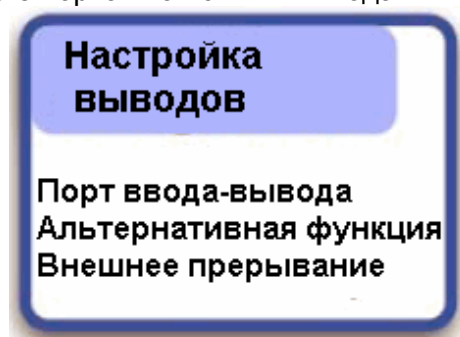 Настройка
выводов
Порт ввода-вывода
Альтернативная функция
Внешнее прерывание